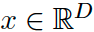 x ∈ ℝ^D